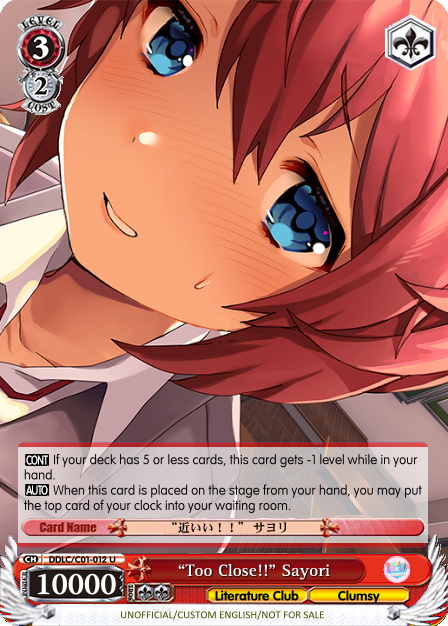 LEVEL
3
2
COST
CONT If your deck has 5 or less cards, this card gets -1 level while in your
hand.
AUTO When this card is placed on the stage from your hand, you may put
the top card of your clock into your waiting room.
Card Name
“近いい！！” サヨリ
CH DDLC/C01-012 U
POWER 10000
SOUL
“Too Close!!” Sayori
Literature Club
Clumsy
UNOFFICIAL/CUSTOM ENGLISH/NOT FOR SALE